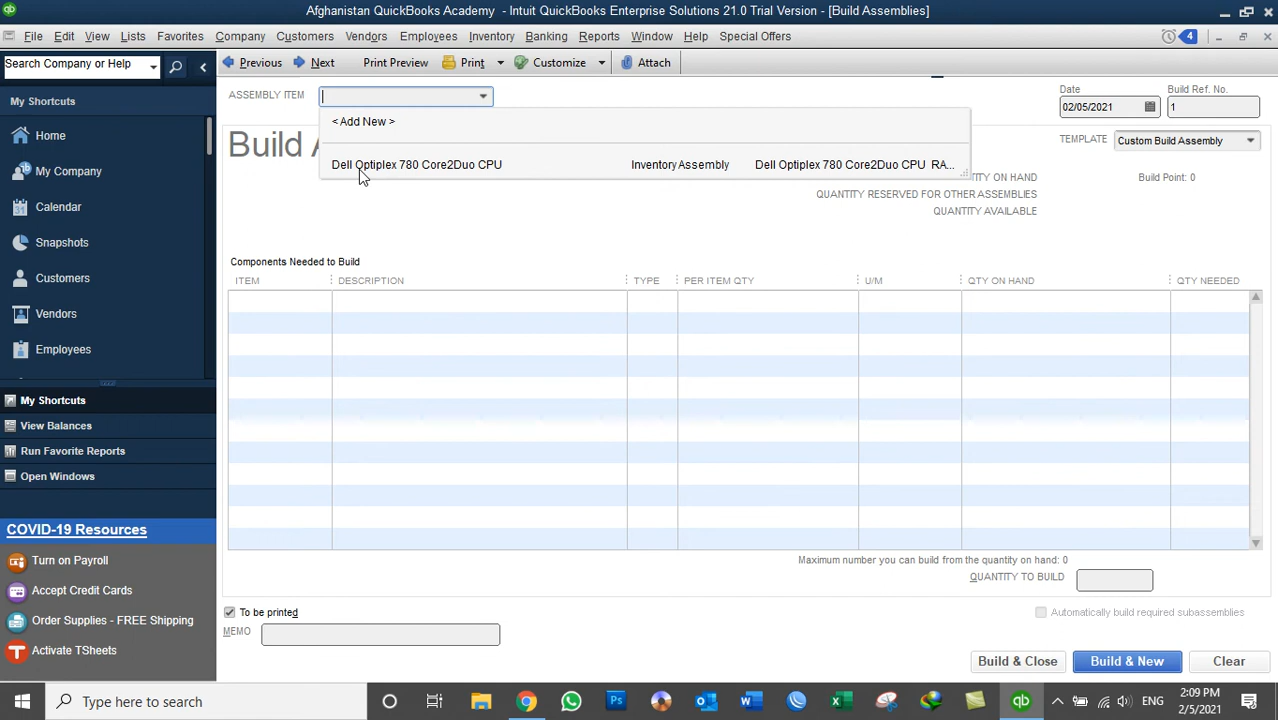 Afghanistan QuickBooks Academy - Intuit QuickBooks Enterprise Solutions 21.0 Trial Version - [Build Assemblies]
File Edit View Lists Favorites Company Customers Vendors Employees Inventory Banking Reports Window Help Special Offers 4
Search Company or Help
Previous Next Print Preview Print Customize Attach
My Shortcuts
Home
My Company
Calendar
Snapshots
Customers
Vendors
Employees
My Shortcuts
View Balances
Run Favorite Reports
Open Windows
COVID-19 Resources
Turn on Payroll
Accept Credit Cards
Order Supplies - FREE Shipping
Activate TSheets
ASSEMBLY ITEM
< Add New >
Dell Optiplex 780 Core2Duo CPU Inventory Assembly Dell Optiplex 780 Core2Duo CPU RA...
Date Build Ref. No.
02/05/2021 1
Build A
TEMPLATE Custom Build Assembly
TITY ON HAND Build Point: 0
QUANTITY RESERVED FOR OTHER ASSEMBLIES
QUANTITY AVAILABLE
Components Needed to Build
ITEM DESCRIPTION TYPE PER ITEM QTY U/M QTY ON HAND QTY NEEDED
Maximum number you can build from the quantity on hand: 0
QUANTITY TO BUILD
To be printed Automatically build required subassemblies
MEMO
Build & Close Build & New Clear
Type here to search
ENG 2:09 PM
2/5/2021